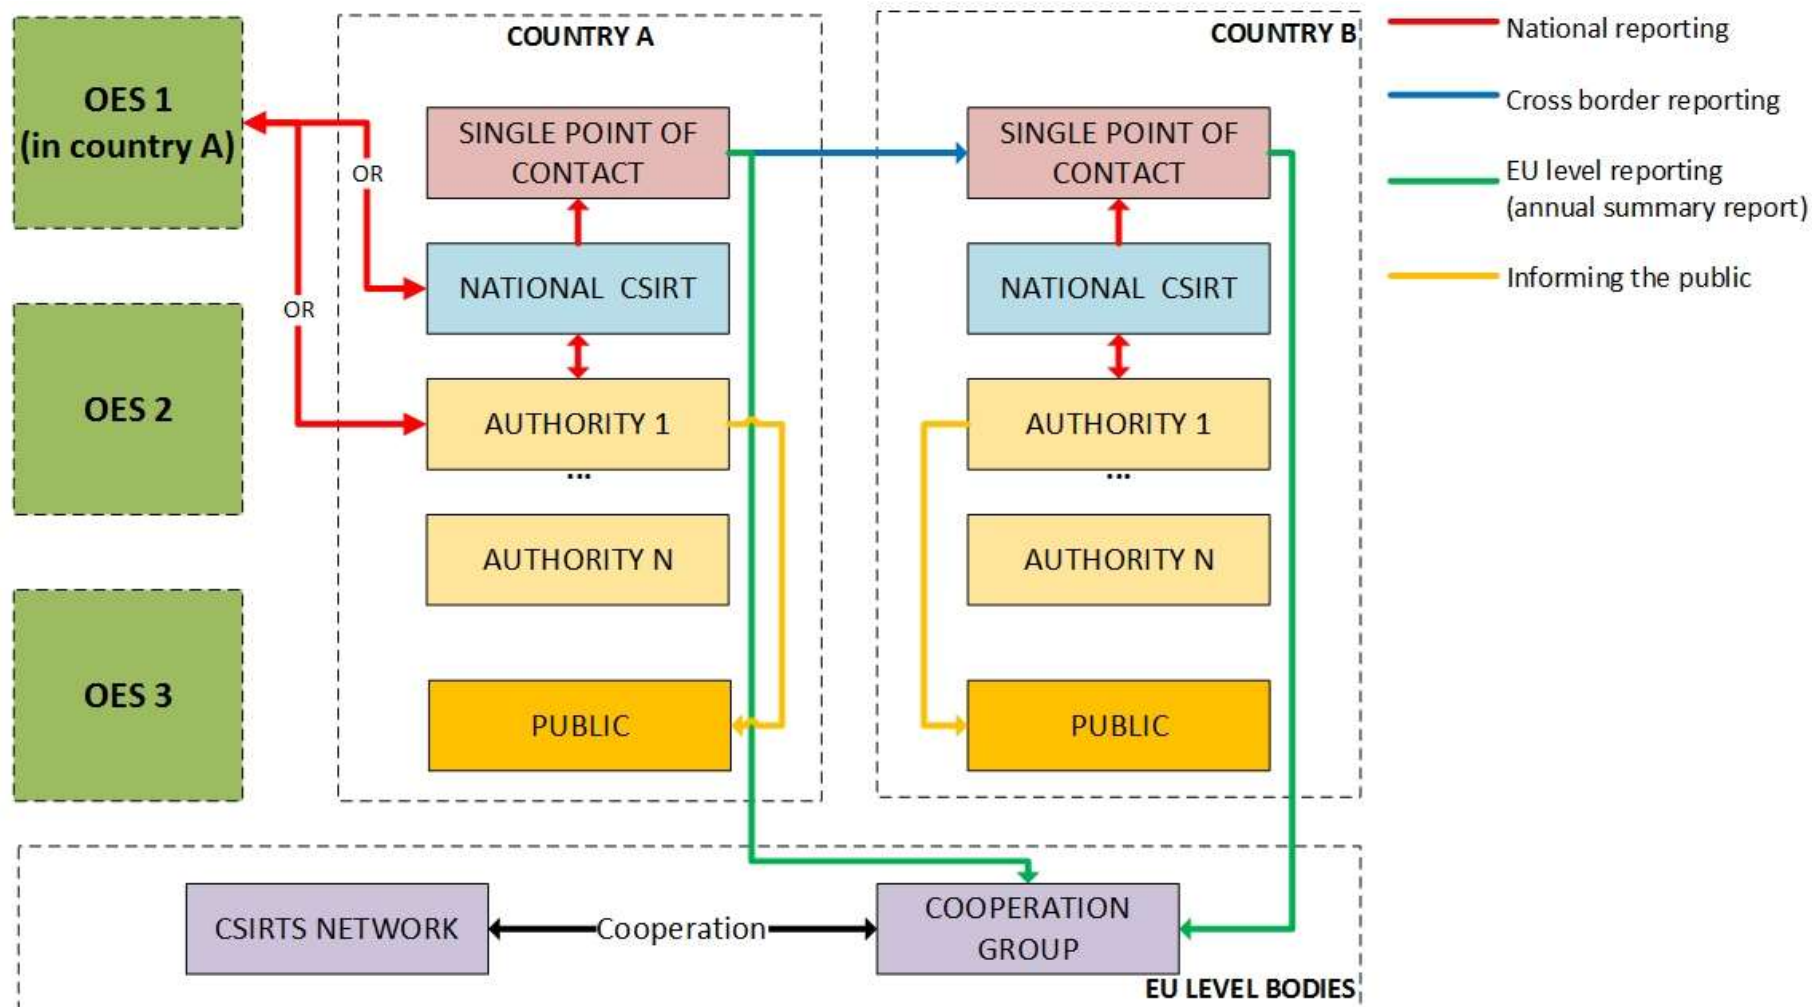 OES 1
(in country A)
OES 2
OES 3
OR
OR
COUNTRY A
SINGLE POINT OF
CONTACT
NATIONAL CSIRT
AUTHORITY 1
...
AUTHORITY N
PUBLIC
COUNTRY B
SINGLE POINT OF
CONTACT
NATIONAL CSIRT
AUTHORITY 1
...
AUTHORITY N
PUBLIC
National reporting
Cross border reporting
EU level reporting
(annual summary report)
Informing the public
CSIRTS NETWORK
Cooperation
COOPERATION
GROUP
EU LEVEL BODIES